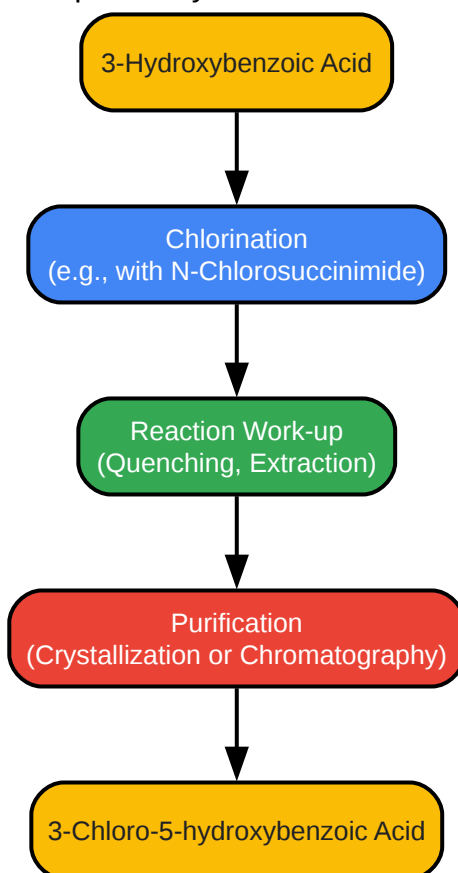 3-Hydroxybenzoic Acid
Chlorination
(e.g., with N-Chlorosuccinimide)
Reaction Work-up
(Quenching, Extraction)
Purification
(Crystallization or Chromatography)
3-Chloro-5-hydroxybenzoic Acid